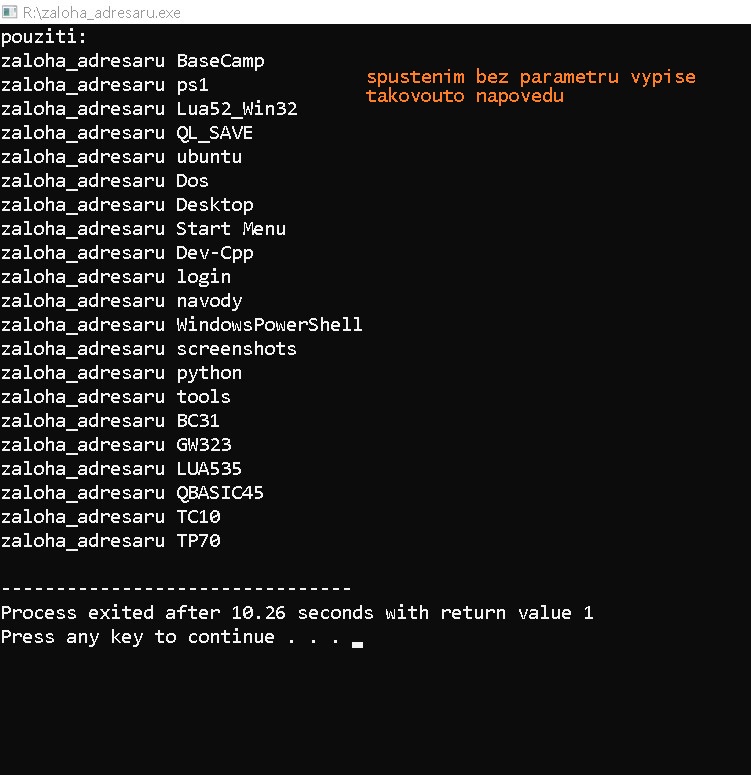 R:\zaloha_adresaru.exe
pouziti:
zaloha_adresaru BaseCamp
zaloha_adresaru ps1
zaloha_adresaru Lua52_Win32
zaloha_adresaru QL_SAVE
zaloha_adresaru ubuntu
zaloha_adresaru Dos
zaloha_adresaru Desktop
zaloha_adresaru Start Menu
zaloha_adresaru Dev-Cpp
zaloha_adresaru login
zaloha_adresaru navody
zaloha_adresaru WindowsPowerShell
zaloha_adresaru screenshots
zaloha_adresaru python
zaloha_adresaru tools
zaloha_adresaru BC31
zaloha_adresaru GW323
zaloha_adresaru LUA535
zaloha_adresaru QBASIC45
zaloha_adresaru TC10
zaloha_adresaru TP70
spustenim bez parametru vypise
takovouto napovedu
--------------------------------
Process exited after 10.26 seconds with return value 1
Press any key to continue . . .